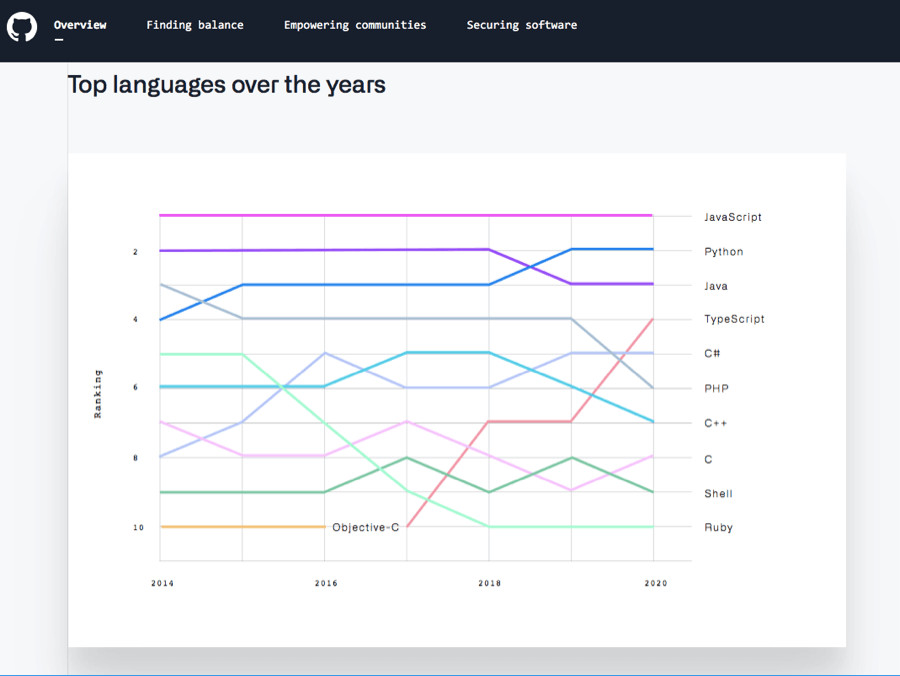 Overview Finding balance Empowering communities Securing software
Top languages over the years
JavaScript
2 Python
Java
4 TypeScript
C#
6 PHP
Ranking
C++
8 C
Shell
10 Objective-C Ruby
2014 2016 2018 2020